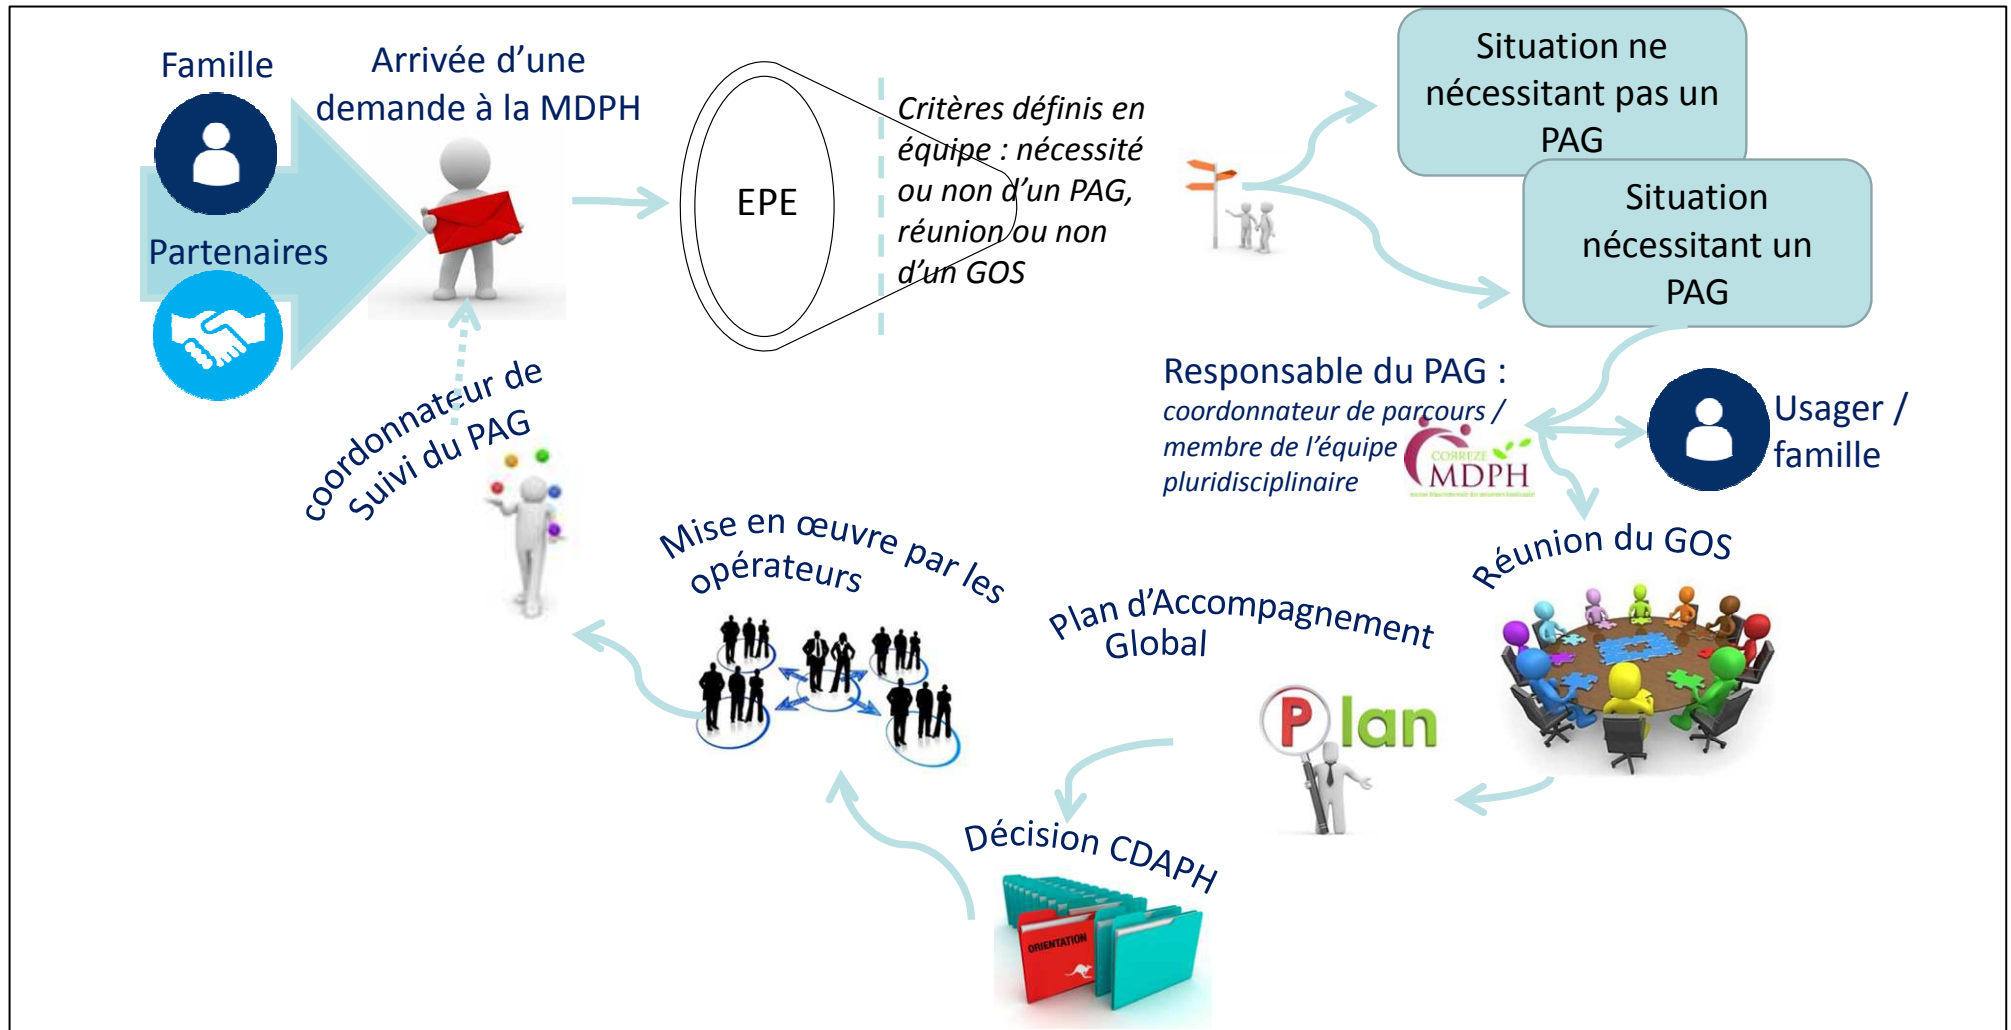 Famille
Partenaires
Arrivée d’une
demande à la MDPH
EPE
Critères définis en
équipe : nécessité
ou non d’un PAG,
réunion ou non
d’un GOS
Situation ne
nécessitant pas un
PAG
Situation
nécessitant un
PAG
Responsable du PAG :
coordonnateur de parcours /
membre de l’équipe
pluridisciplinaire
CORREZE
MDPH
Usager /
famille
Réunion du GOS
Plan d’Accompagnement
Global
Plan
Décision CDAPH
ORIENTATION
Mise en œuvre par les
opérateurs
coordonnateur de
Suivi du PAG